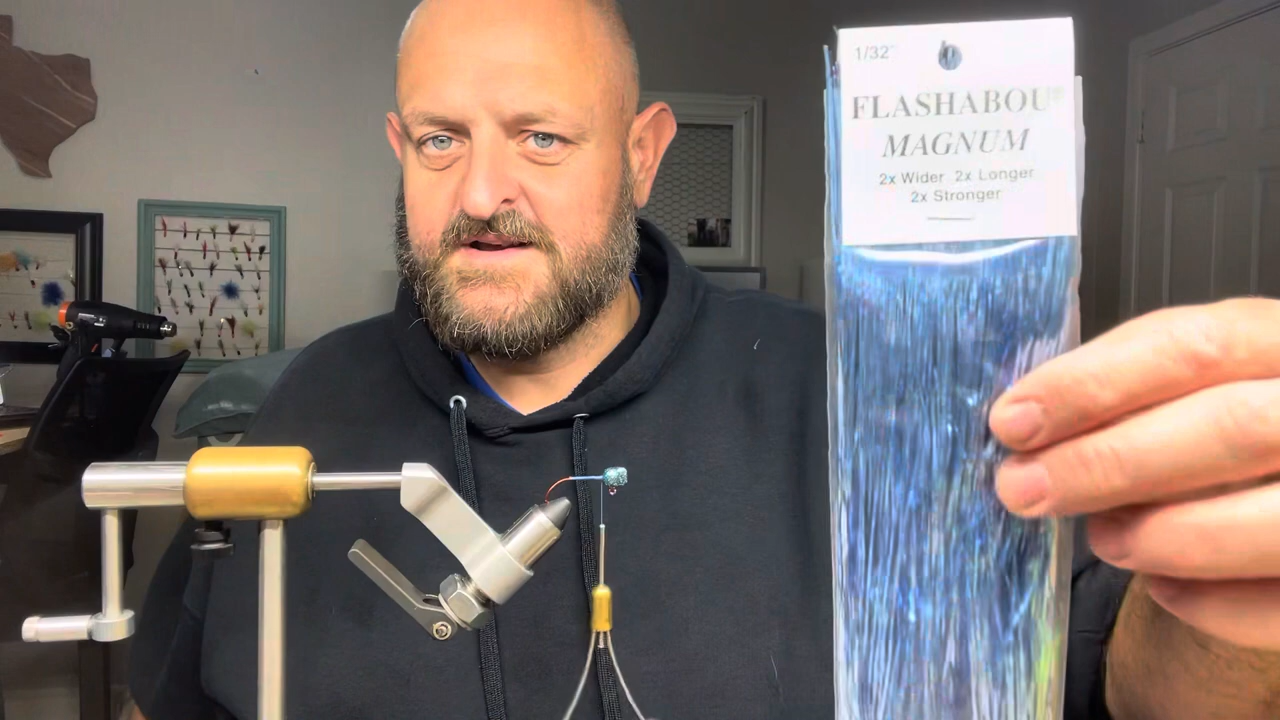 1/32"
FLASHABOU®
MAGNUM
2x Wider 2x Longer
2x Stronger